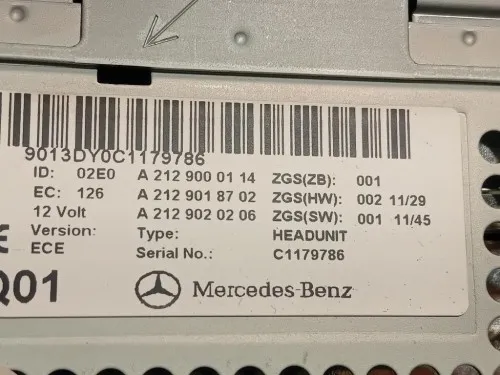 9013DY0C1179786
ID: 02E0 A 212 900 01 14 ZGS(ZB): 001
EC: 126 A 212 901 87 02 ZGS(HW): 002 11/29
12 Volt A 212 902 02 06 ZGS(SW): 001 11/45
Version: Type: HEADUNIT
ECE Serial No.: C1179786
Q01 Mercedes-Benz